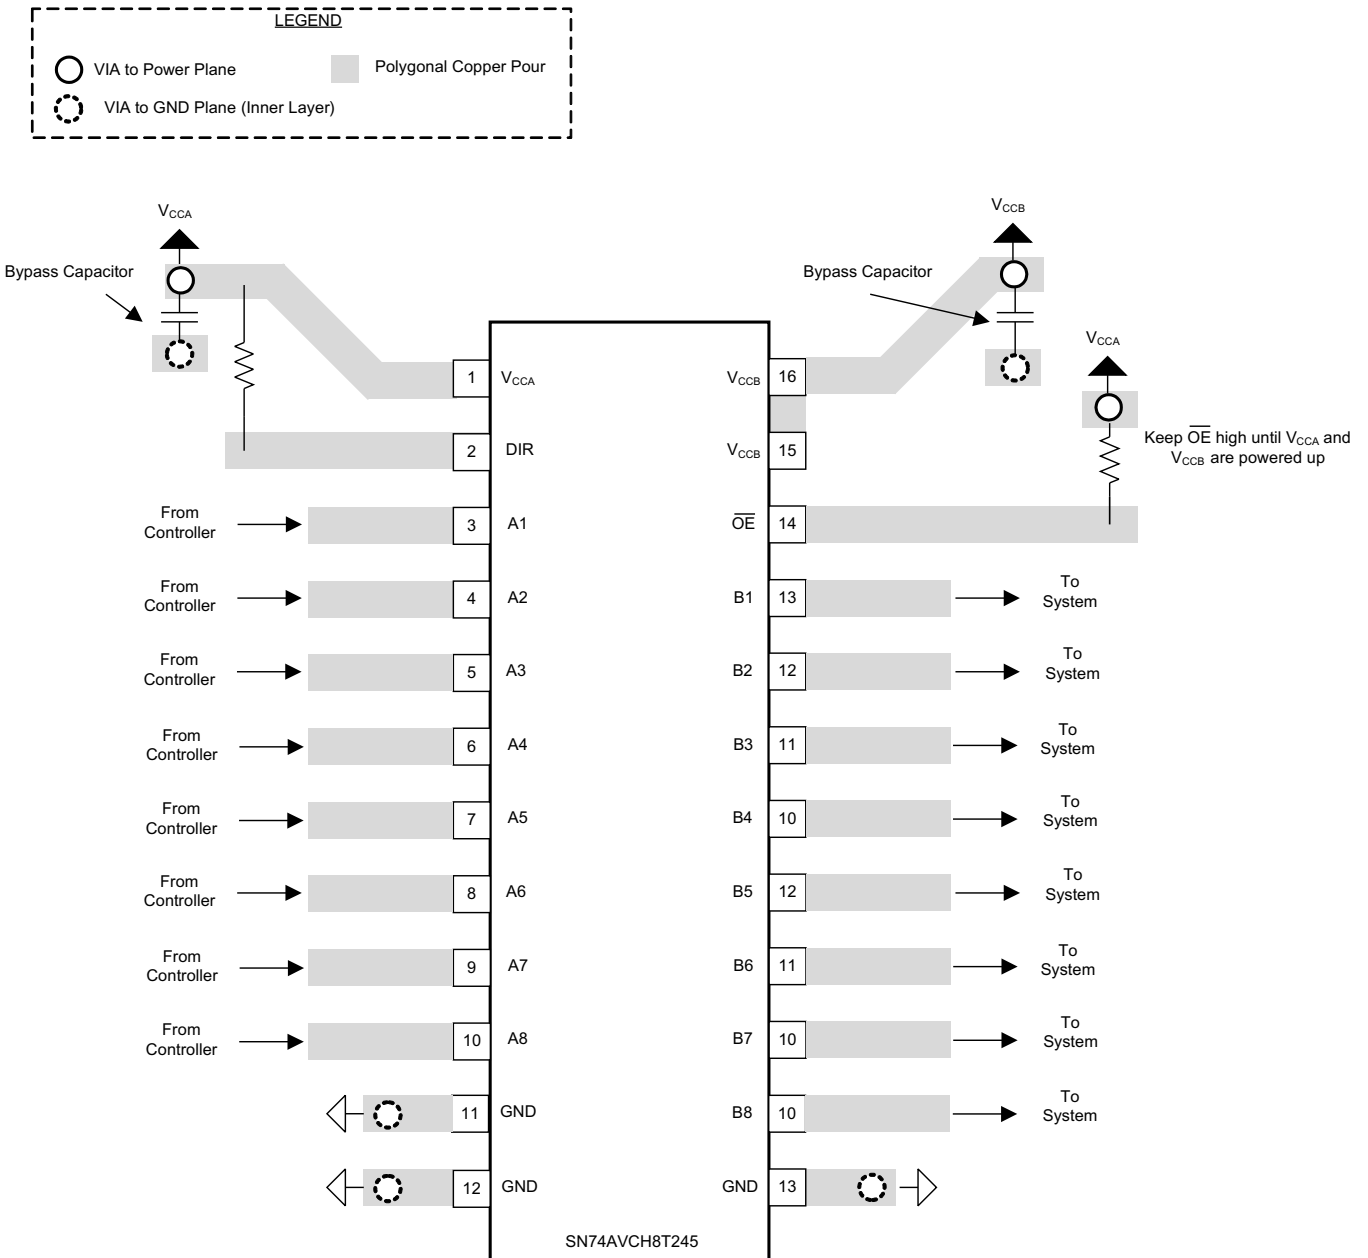 LEGEND
VIA to Power Plane
Polygonal Copper Pour
VIA to GND Plane (Inner Layer)
VCCA
VCCB
Bypass Capacitor
Bypass Capacitor
VCCA
Keep OE high until VCCA and
VCCB are powered up
1 VCCA
VCCB 16
2 DIR
VCCB 15
From
Controller
3 A1
OE 14
From
Controller
4 A2
B1 13
To
System
From
Controller
5 A3
B2 12
To
System
From
Controller
6 A4
B3 11
To
System
From
Controller
7 A5
B4 10
To
System
From
Controller
8 A6
B5 12
To
System
From
Controller
9 A7
B6 11
To
System
From
Controller
10 A8
B7 10
To
System
11 GND
B8 10
To
System
12 GND
GND 13
SN74AVCH8T245